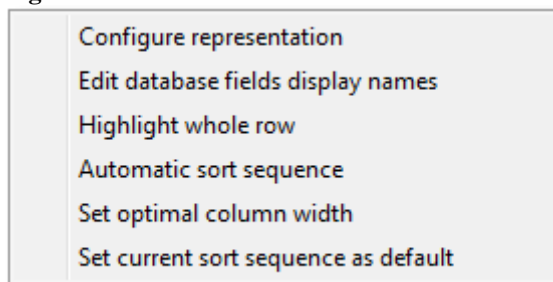 Configure representation
Edit database fields display names
Highlight whole row
Automatic sort sequence
Set optimal column width
Set current sort sequence as default